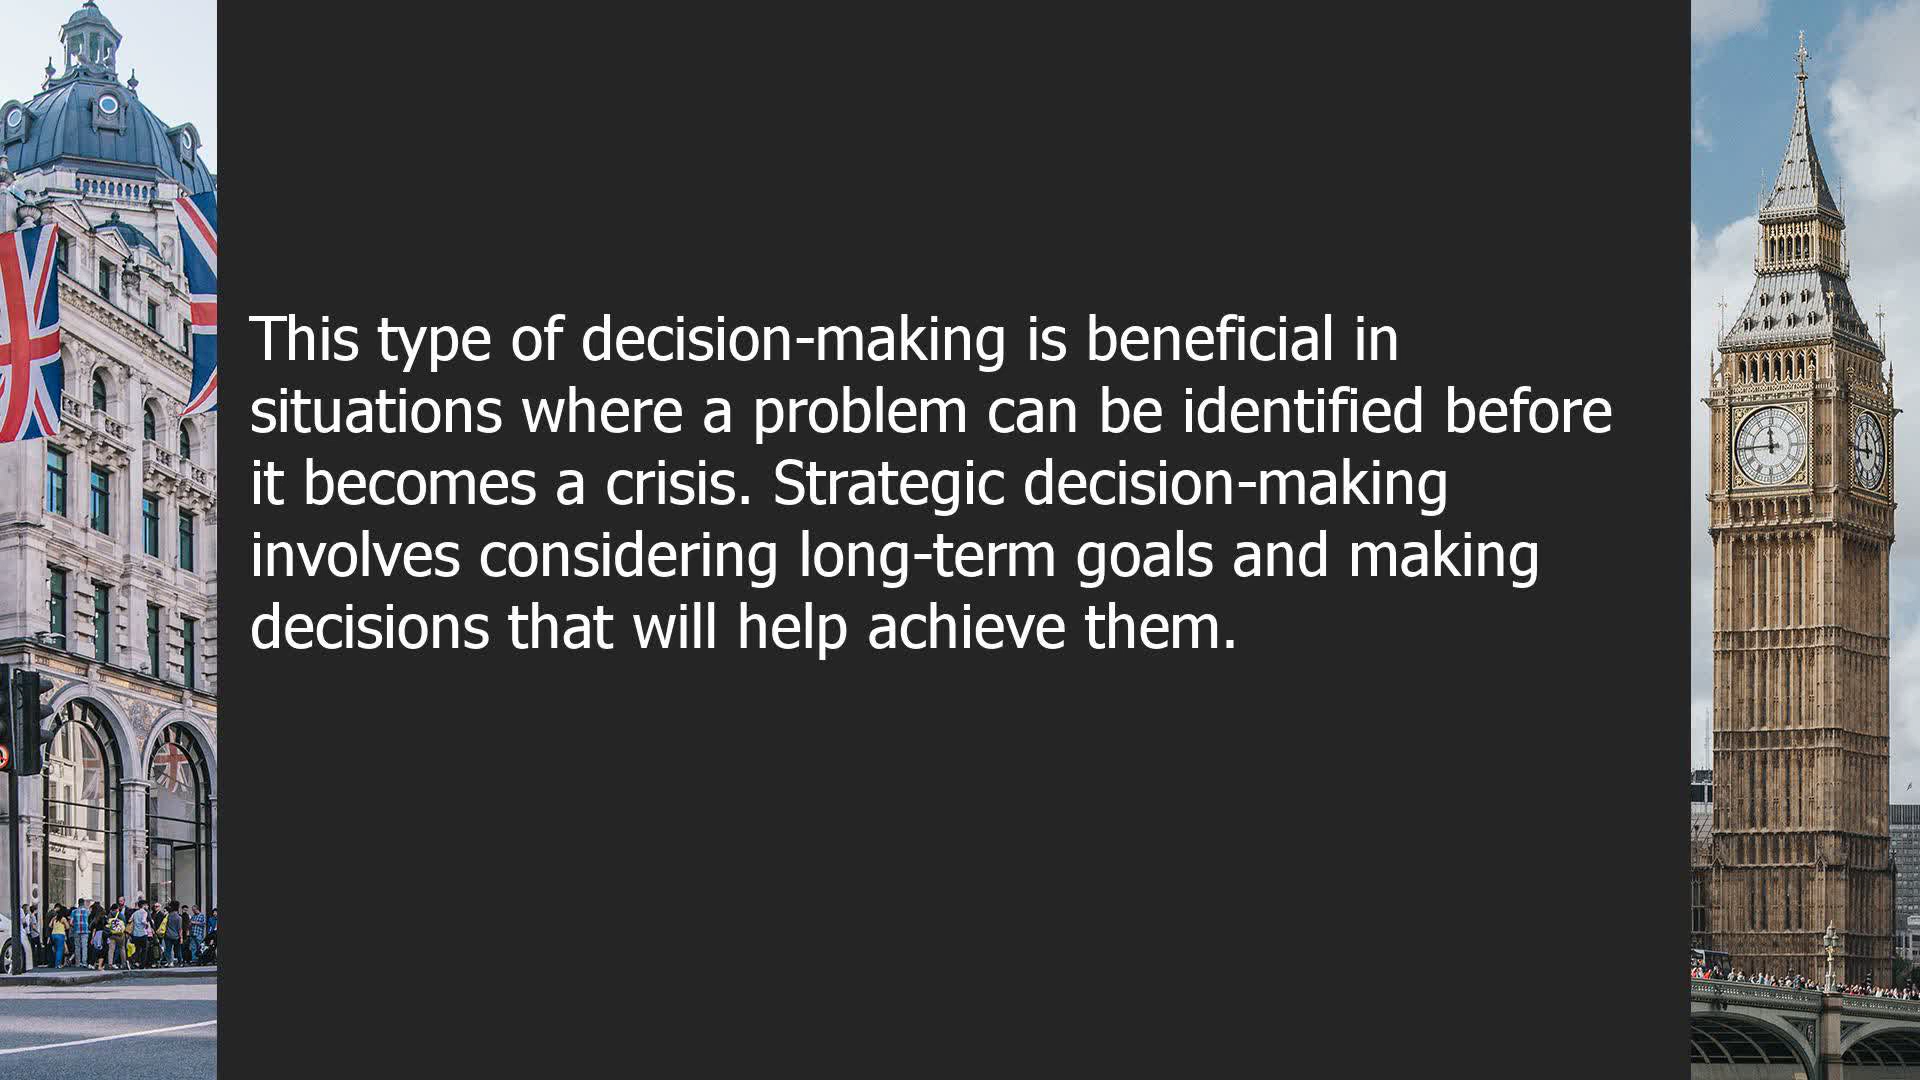 This type of decision-making is beneficial in
situations where a problem can be identified before
it becomes a crisis. Strategic decision-making
involves considering long-term goals and making
decisions that will help achieve them.